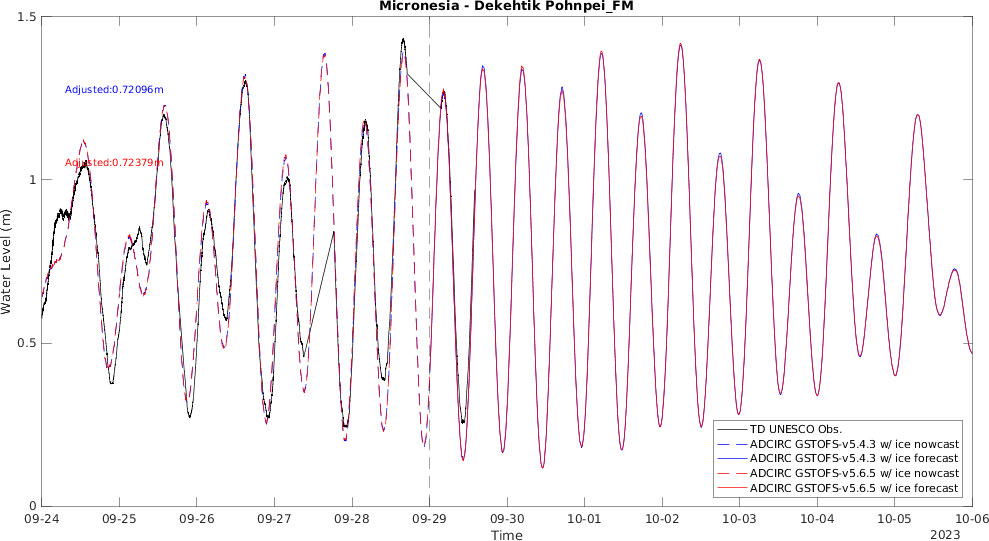 Micronesia - Dekehtik Pohnpei_FM
1.5
Adjusted:0.72096m
Adjusted:0.72379m
1
Water Level (m)
0.5
TD UNESCO Obs.
ADCIRC GSTOFS-v5.4.3 w/ ice nowcast
ADCIRC GSTOFS-v5.4.3 w/ ice forecast
ADCIRC GSTOFS-v5.6.5 w/ ice nowcast
ADCIRC GSTOFS-v5.6.5 w/ ice forecast
0
09-24 09-25 09-26 09-27 09-28 09-29 09-30 10-01 10-02 10-03 10-04 10-05 10-06
Time 2023